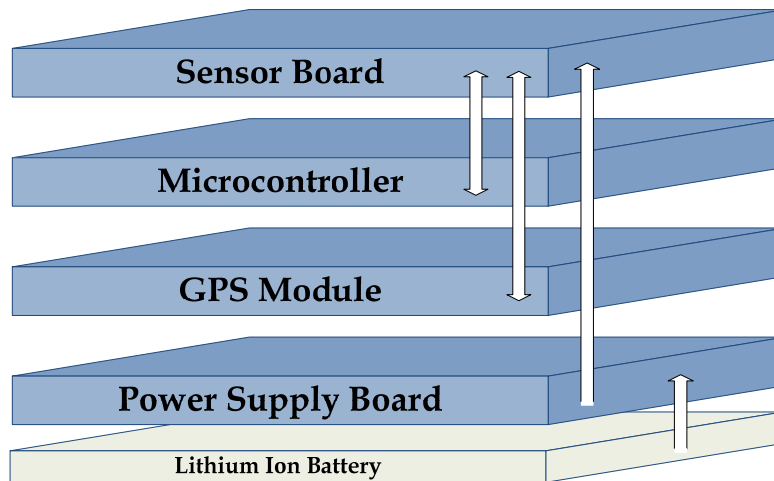 Sensor Board
Microcontroller
GPS Module
Power Supply Board
Lithium Ion Battery